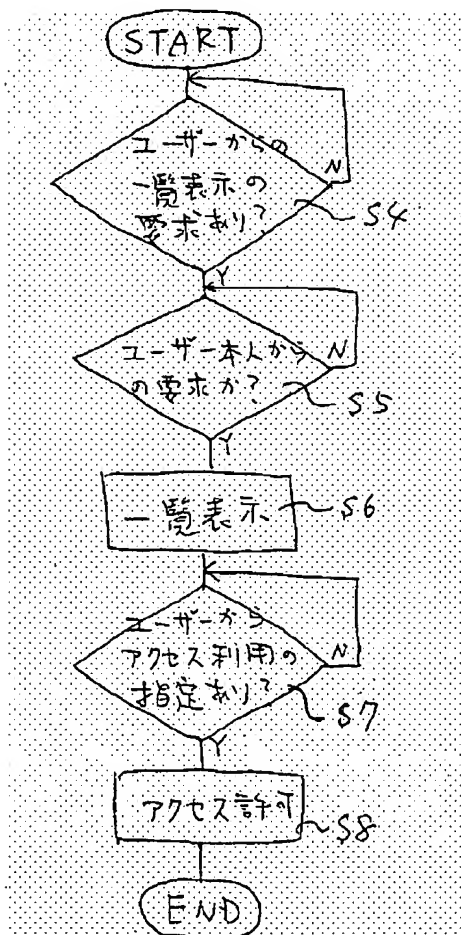 START
ユーザーからの
一覧表示の
要求あり?
N
S4
Y
ユーザー本人から
の要求か?
N
S5
Y
一覧表示
S6
ユーザーから
アクセス利用の
指定あり?
N
S7
Y
アクセス許可
S8
END